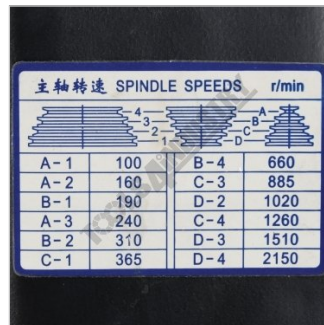 主轴转速 SPINDLE SPEEDS r/min
4 A
3 B
2 C
1 D
A-1 100 B-4 660
A-2 160 C-3 885
B-1 190 D-2 1020
A-3 240 C-4 1260
B-2 310 D-3 1510
C-1 365 D-4 2150
TOOLS4INDUSTRY